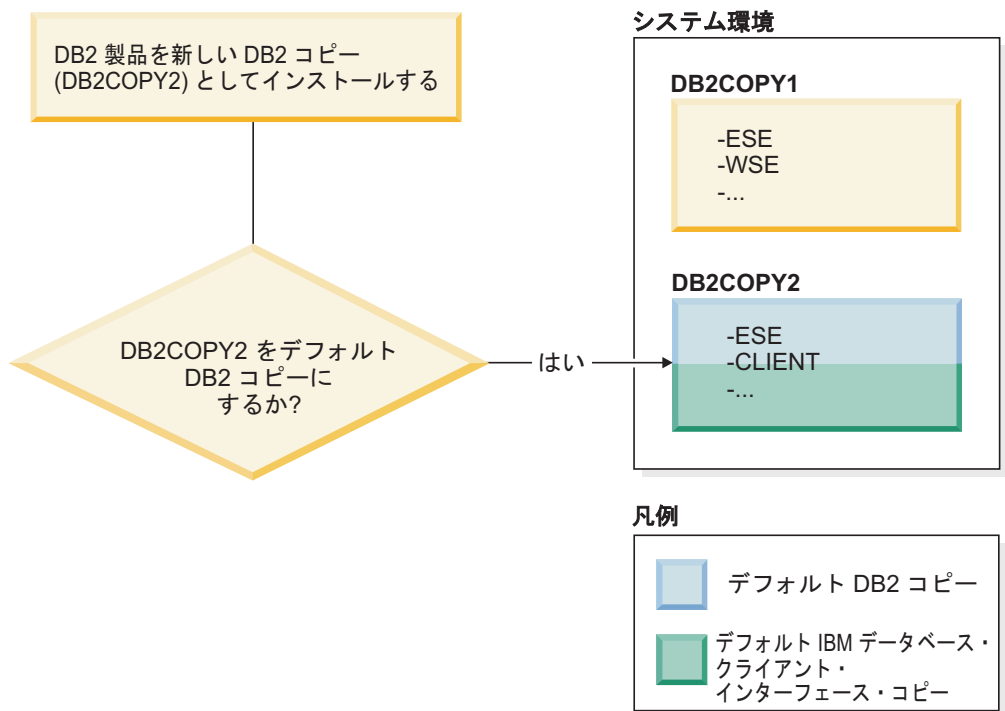 DB2 製品を新しい DB2 コピー
(DB2COPY2) としてインストールする
DB2COPY2 をデフォルト
DB2 コピーに
するか?
はい
システム環境
DB2COPY1
-ESE
-WSE
-...
DB2COPY2
-ESE
-CLIENT
-...
凡例
デフォルト DB2 コピー
デフォルト IBM データベース・
クライアント・
インターフェース・コピー